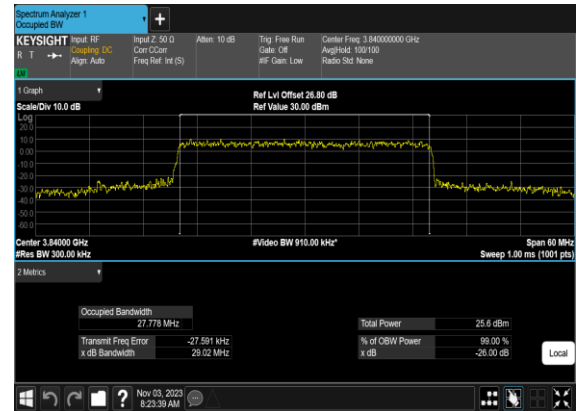 Spectrum Analyzer 1
Occupied BW
KEYSIGHT
R T
Input: RF
Coupling: DC
Align: Auto
Input Z: 50 Ω
Corr CCorr
Freq Ref: Int (S)
Atten: 10 dB
Trig: Free Run
Gate: Off
#IF Gain: Low
Center Freq: 3.840000000 GHz
Avg|Hold: 100/100
Radio Std: None
1 Graph
Scale/Div 10.0 dB
Ref Lvl Offset 26.80 dB
Ref Value 30.00 dBm
Log
20.0
10.0
0.00
-10.0
-20.0
-30.0
-40.0
-50.0
-60.0
Center 3.84000 GHz
#Res BW 300.00 kHz
#Video BW 910.00 kHz*
Span 60 MHz
Sweep 1.00 ms (1001 pts)
2 Metrics
Occupied Bandwidth
27.778 MHz
Total Power 25.6 dBm
Transmit Freq Error -27.591 kHz
% of OBW Power 99.00 %
x dB Bandwidth 29.02 MHz
x dB -26.00 dB
Local
Nov 03, 2023
8:23:39 AM